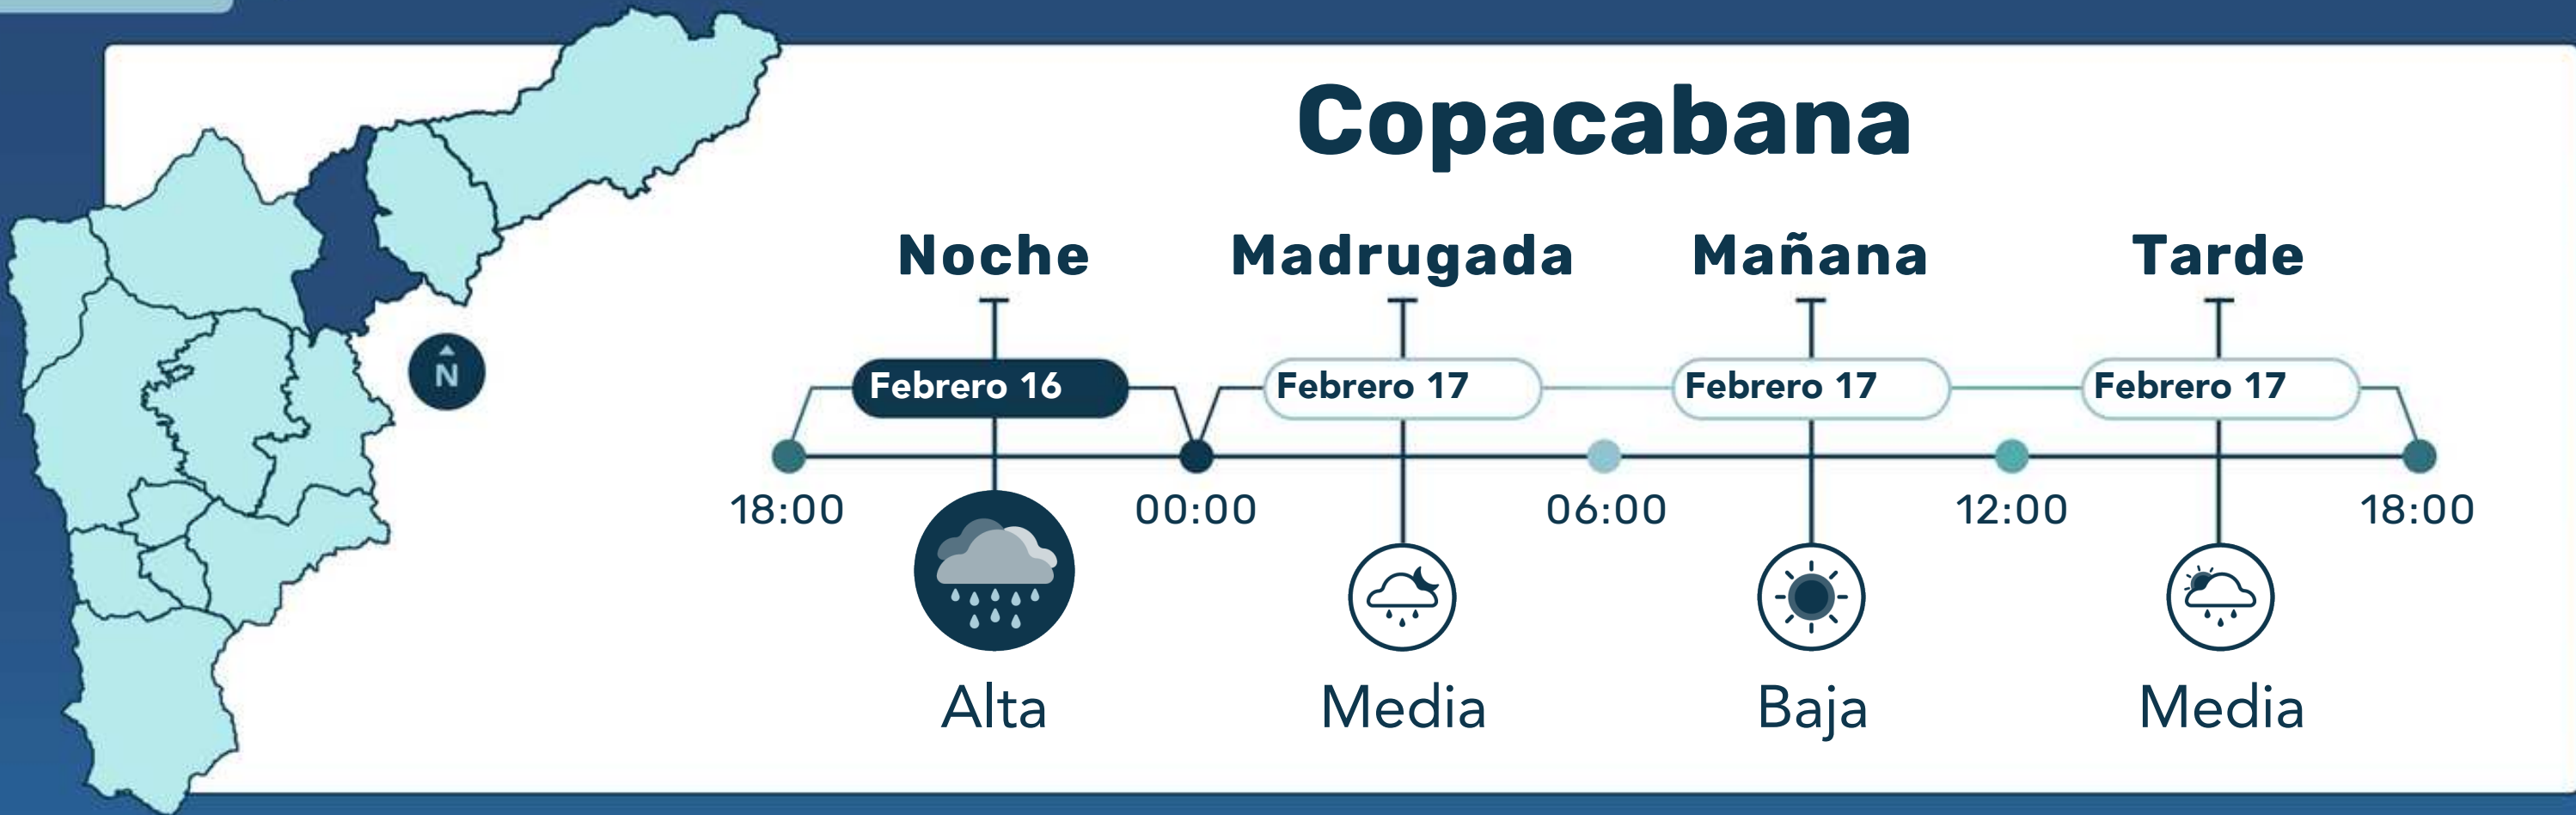 Copacabana
Noche Madrugada Mañana Tarde
Febrero 16 Febrero 17 Febrero 17 Febrero 17
N
18:00 00:00 06:00 12:00 18:00
Alta Media Baja Media